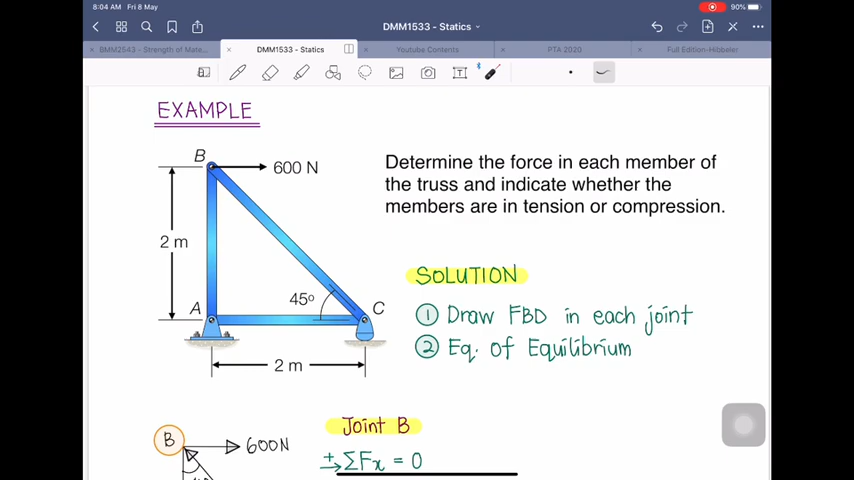 8:04 AM Fri 8 May
90%
DMM1533 - Statics
BMM2543 - Strength of Mate...
DMM1533 - Statics
Youtube Contents
PTA 2020
Full Edition-Hibbeler
EXAMPLE
B
600 N
Determine the force in each member of
the truss and indicate whether the
members are in tension or compression.
2 m
SOLUTION
45º
A
C
1 Draw FBD in each joint
2 Eq. of Equilibrium
2 m
Joint B
B
600N
+→ ΣFx = 0